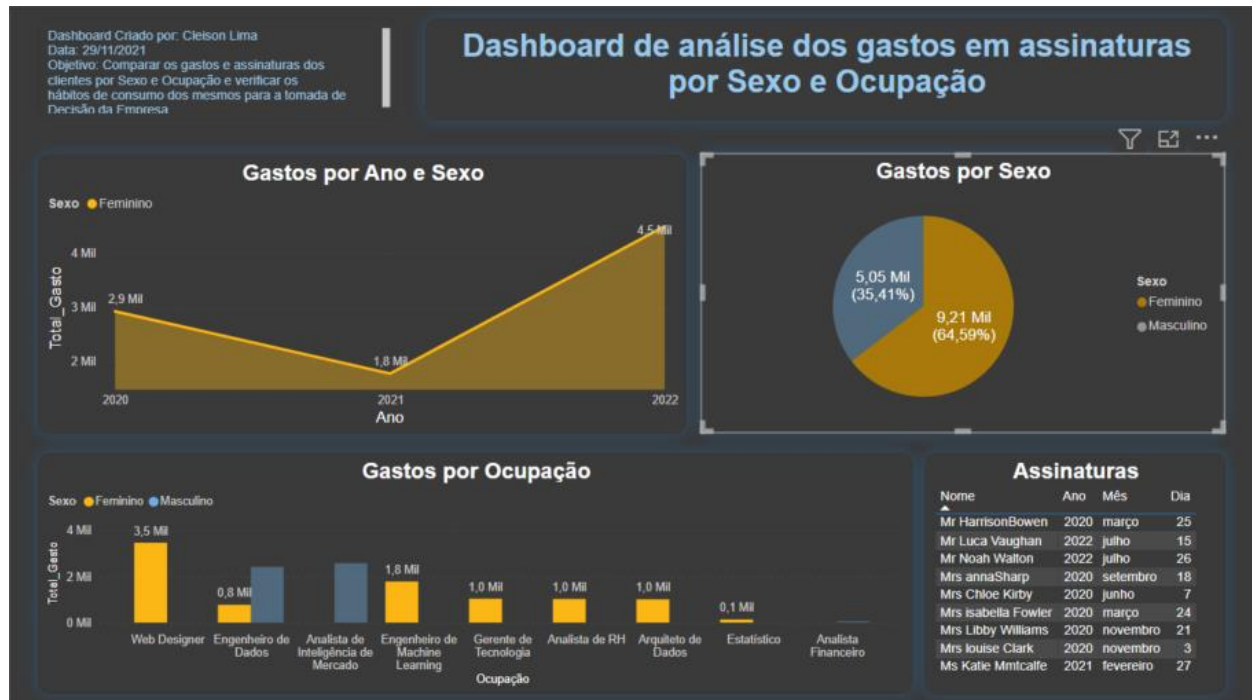 Dashboard Criado por: Cleison Lima
Data: 29/11/2021
Objetivo: Comparar os gastos e assinaturas dos
clientes por Sexo e Ocupação e verificar os
hábitos de consumo dos mesmos para a tomada de
Decisão da Empresa
Dashboard de análise dos gastos em assinaturas
por Sexo e Ocupação
Gastos por Ano e Sexo
Sexo Feminino
Total_Gasto
4 Mil
3 Mil
2 Mil
2,9 Mil
1,8 Mil
4,5 Mil
2020 2021 2022
Ano
Gastos por Sexo
5,05 Mil
(35,41%)
9,21 Mil
(64,59%)
Sexo
Feminino
Masculino
Gastos por Ocupação
Sexo Feminino Masculino
Total_Gasto
4 Mil
2 Mil
0 Mil
3,5 Mil
0,8 Mil
1,8 Mil
1,0 Mil
1,0 Mil
1,0 Mil
0,1 Mil
Web Designer
Engenheiro de
Dados
Analista de
Inteligência de
Mercado
Engenheiro de
Machine
Learning
Gerente de
Tecnologia
Analista de RH
Arquiteto de
Dados
Estatístico
Analista
Financeiro
Ocupação
Assinaturas
Nome Ano Mês Dia
Mr HarrisonBowen 2020 março 25
Mr Luca Vaughan 2022 julho 15
Mr Noah Walton 2022 julho 26
Mrs annaSharp 2020 setembro 18
Mrs Chloe Kirby 2020 junho 7
Mrs isabella Fowler 2020 março 24
Mrs Libby Williams 2020 novembro 21
Mrs louise Clark 2020 novembro 3
Ms Katie Mmtcalfe 2021 fevereiro 27